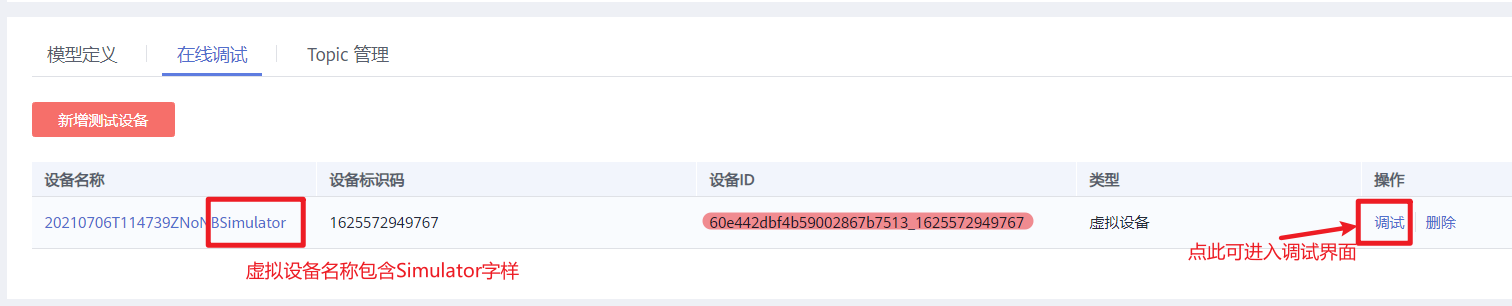 模型定义 在线调试 Topic 管理
新增测试设备
设备名称 设备标识码 设备ID 类型 操作
20210706T114739ZNoNBSimulator 1625572949767 60e442dbf4b59002867b7513_1625572949767 虚拟设备 调试 删除
点此可进入调试界面
虚拟设备名称包含Simulator字样